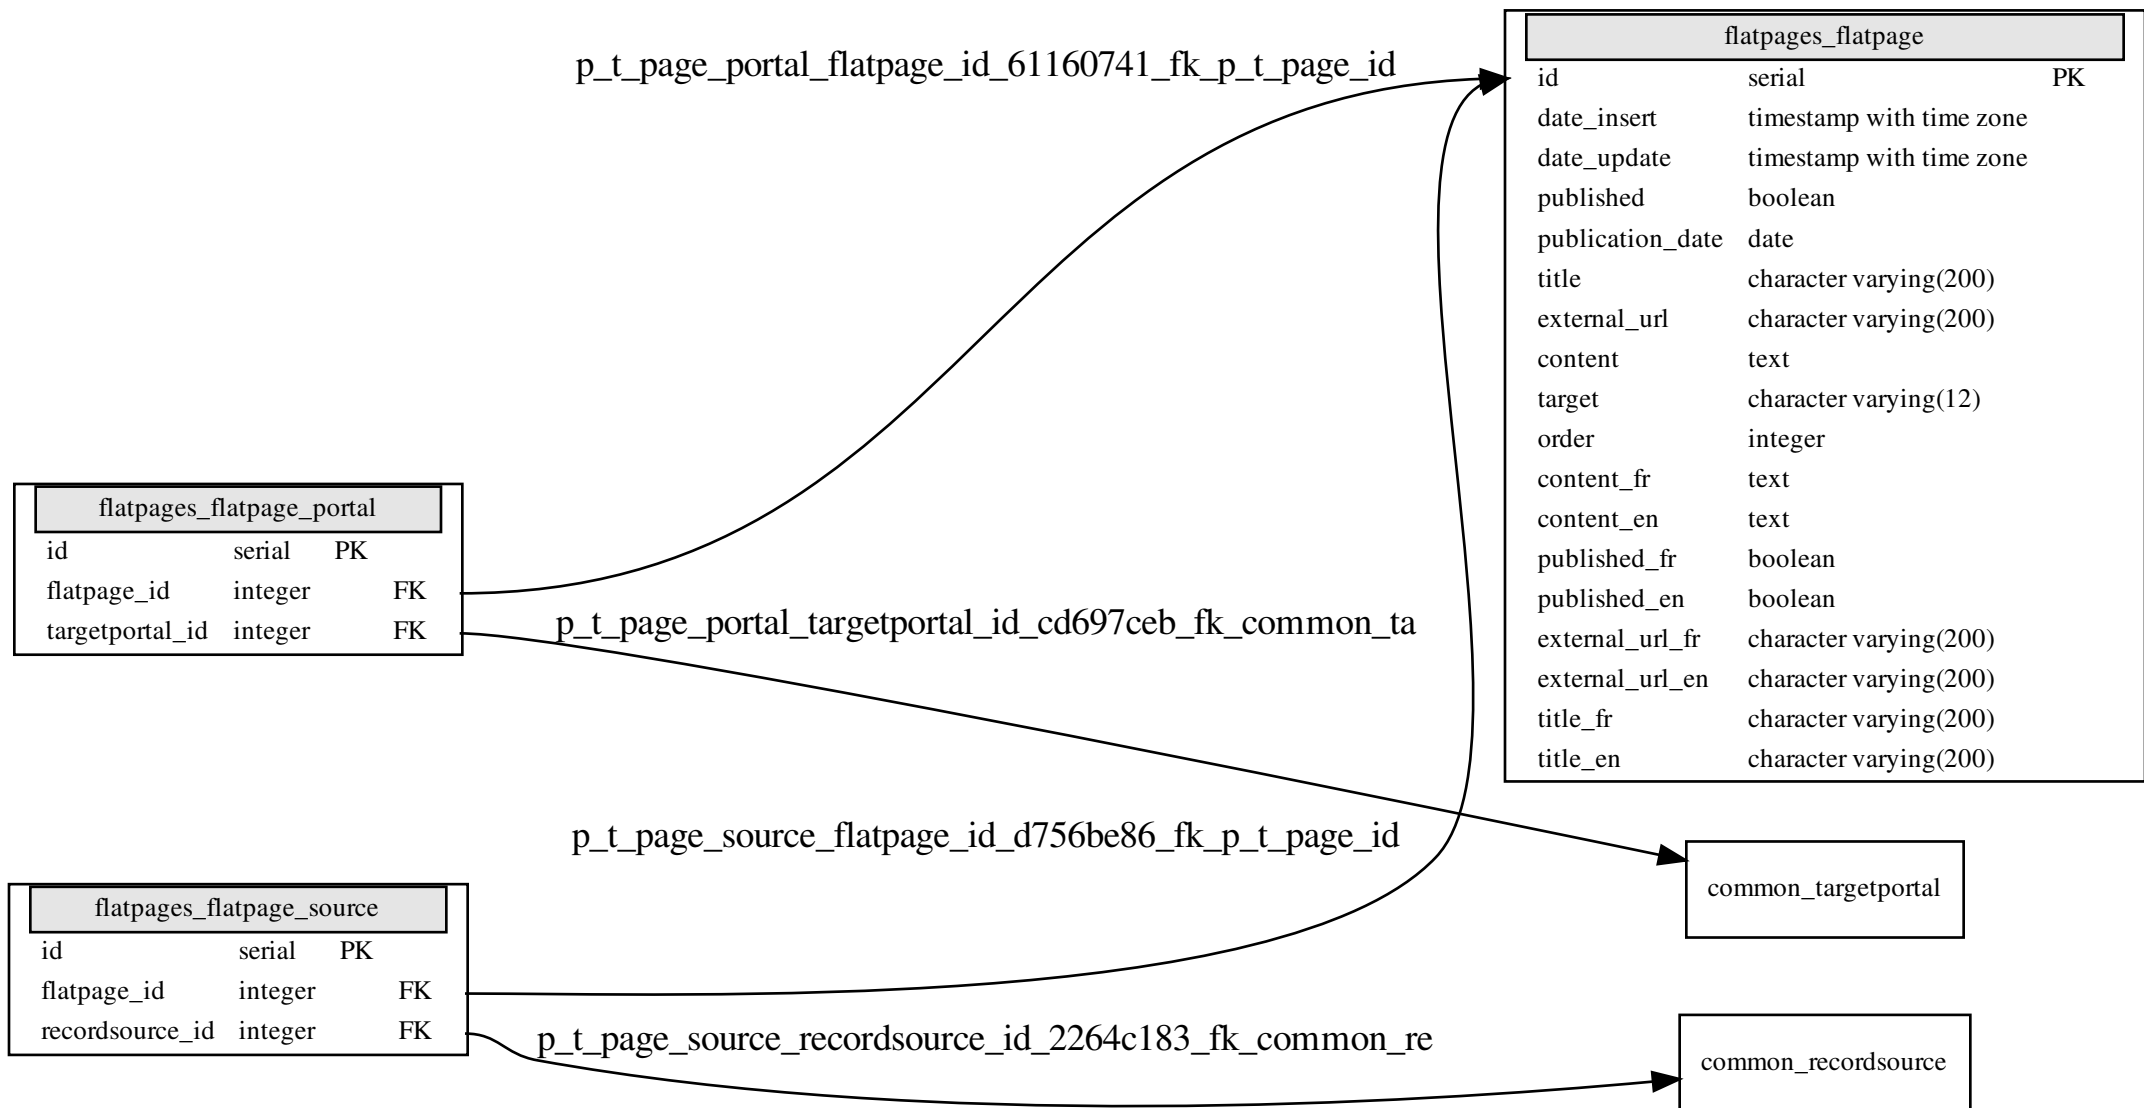 p_t_page_portal_flatpage_id_61160741_fk_p_t_page_id
flatpages_flatpage
id serial PK
date_insert timestamp with time zone
date_update timestamp with time zone
published boolean
publication_date date
title character varying(200)
external_url character varying(200)
content text
target character varying(12)
order integer
content_fr text
content_en text
published_fr boolean
published_en boolean
external_url_fr character varying(200)
external_url_en character varying(200)
title_fr character varying(200)
title_en character varying(200)
flatpages_flatpage_portal
id serial PK
flatpage_id integer FK
targetportal_id integer FK
p_t_page_portal_targetportal_id_cd697ceb_fk_common_ta
p_t_page_source_flatpage_id_d756be86_fk_p_t_page_id
common_targetportal
flatpages_flatpage_source
id serial PK
flatpage_id integer FK
recordsource_id integer FK
p_t_page_source_recordsource_id_2264c183_fk_common_re
common_recordsource